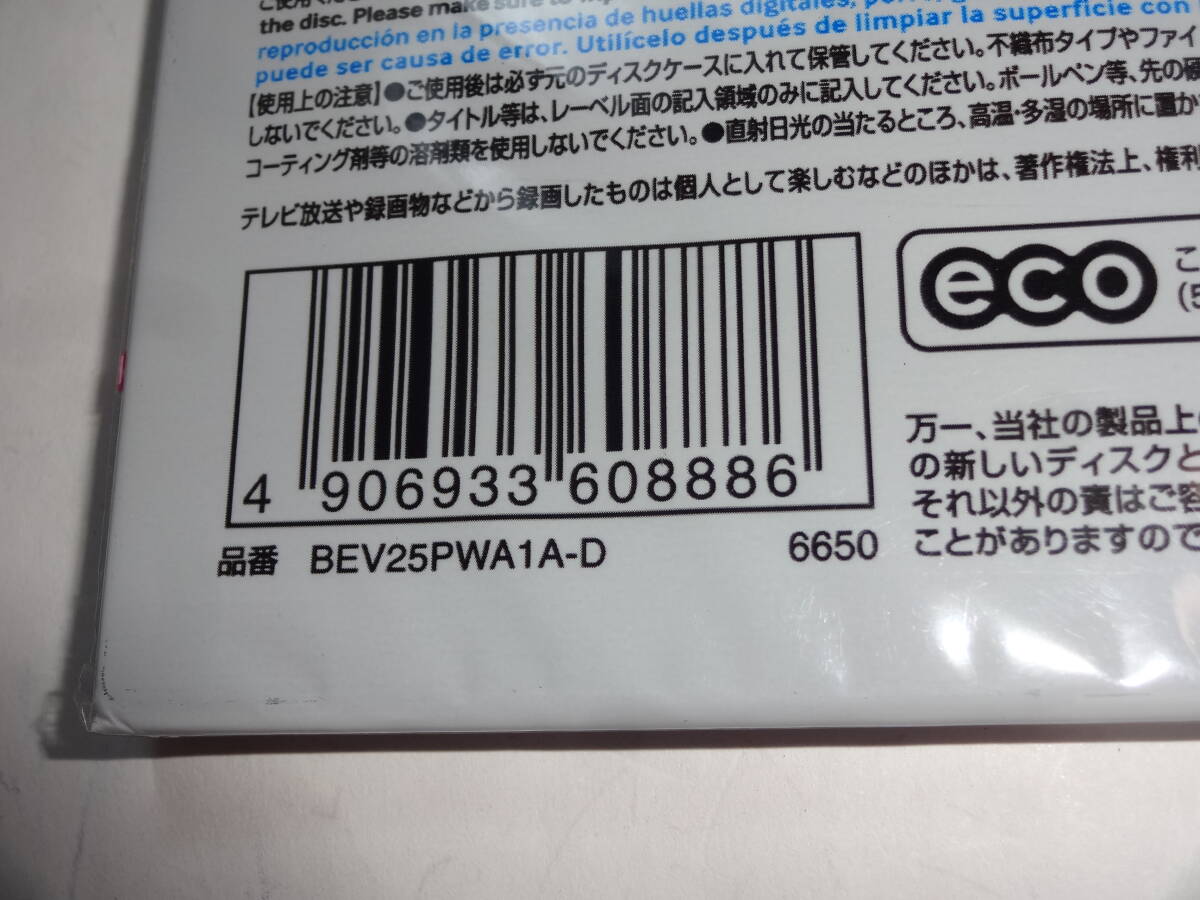 the disc. Please make sure to
reproducción en la presencia de huellas digitales,
puede ser causa de error. Utilícelo después de limpiar la superficie con
【使用上の注意】●ご使用後は必ず元のディスクケースに入れて保管してください。不織布タイプやファイ
しないでください。●タイトル等は、レーベル面の記入領域のみに記入してください。ボールペン等、先の硬
コーティング剤等の溶剤類を使用しないでください。●直射日光の当たるところ、高温・多湿の場所に置か
テレビ放送や録画物などから録画したものは個人として楽しむなどのほかは、著作権法上、権利
eco
こ
(5
4 906933 608886
品番 BEV25PWA1A-D 6650
万一、当社の製品上
の新しいディスクと
それ以外の責はご容
ことがありますので